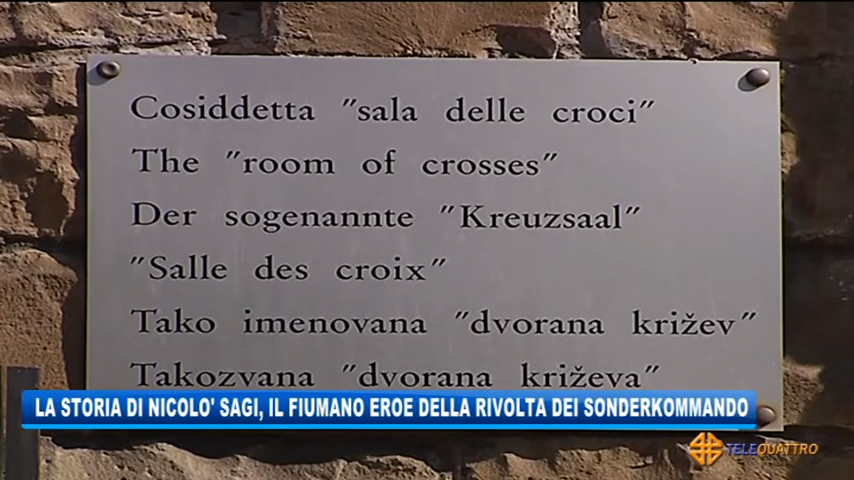 Cosiddetta "sala delle croci"
The "room of crosses"
Der sogenannte "Kreuzsaal"
"Salle des croix"
Tako imenovana "dvorana križev"
Takozvana "dvorana križeva"
LA STORIA DI NICOLO' SAGI, IL FIUMANO EROE DELLA RIVOLTA DEI SONDERKOMMANDO
TELEQUATTRO